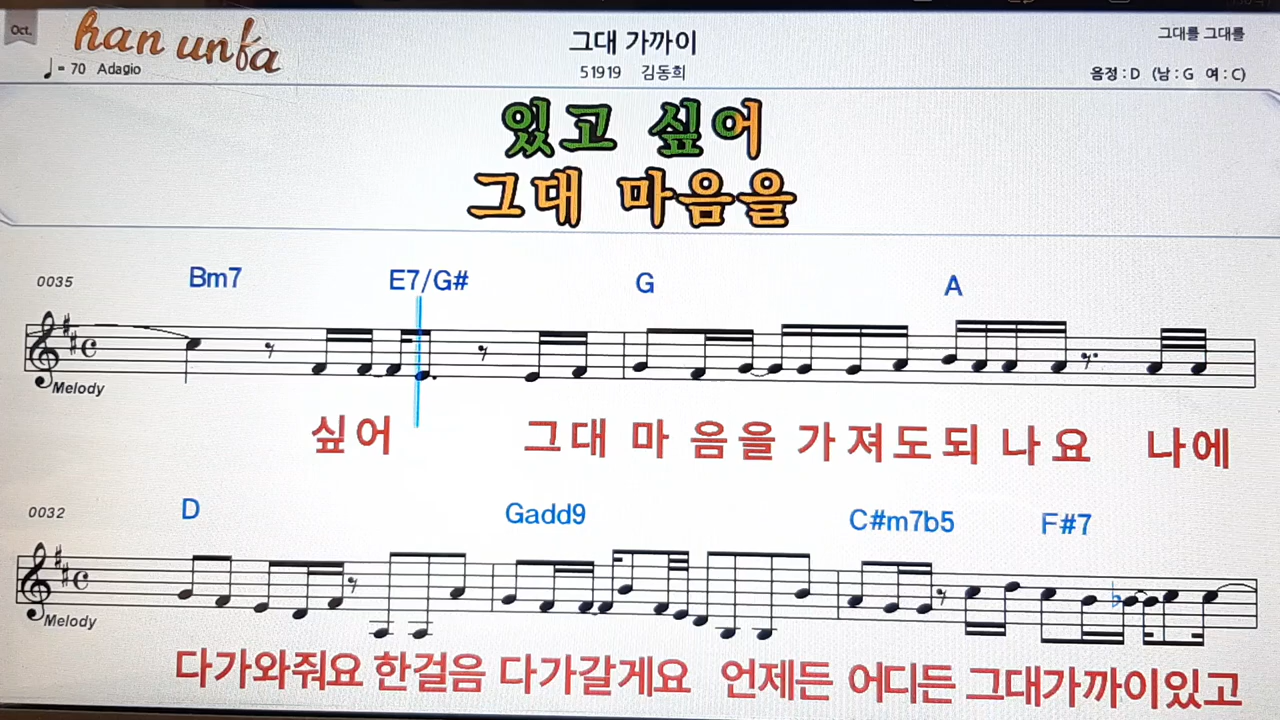 Oct.
han unfa
♩= 70 Adagio
그대 가까이
51919 김동희
그대를 그대를
음정 : D (남 : G 여 : C)
있고 싶어
그대 마음을
0035
Bm7 E7/G# G A
Melody
싶어 그대 마 음을 가 져도되 나요 나에
0032
D Gadd9 C#m7b5 F#7
Melody
다가와줘요 한걸음 다가갈게요 언제든 어디든 그대가까이있고